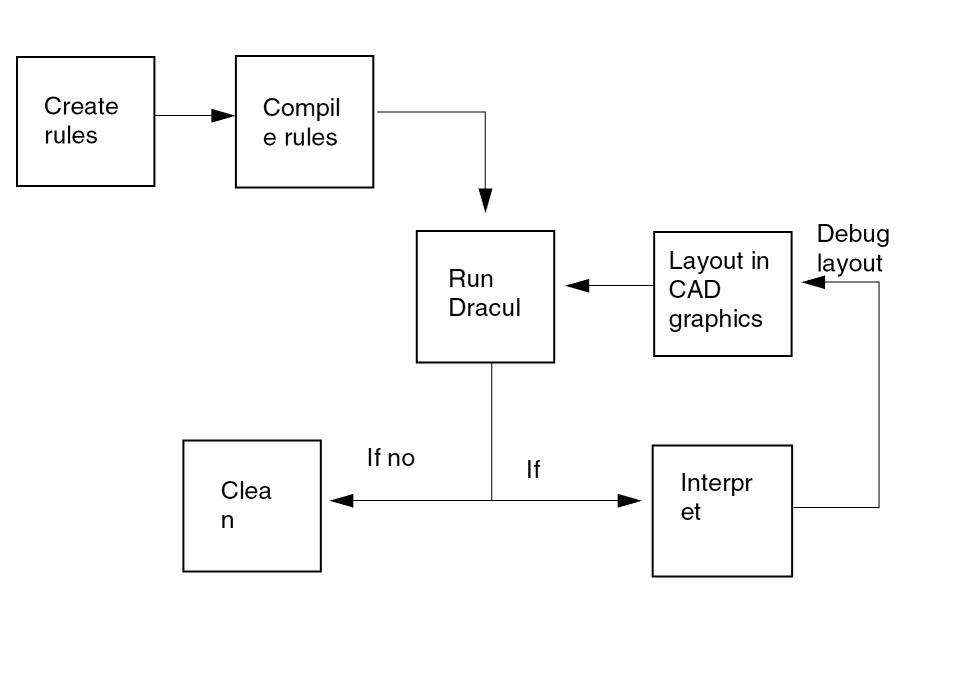 Create
rules
Compil
e rules
Run
Dracul
Layout in
CAD
graphics
Debug
layout
If no
If
Clea
n
Interpr
et